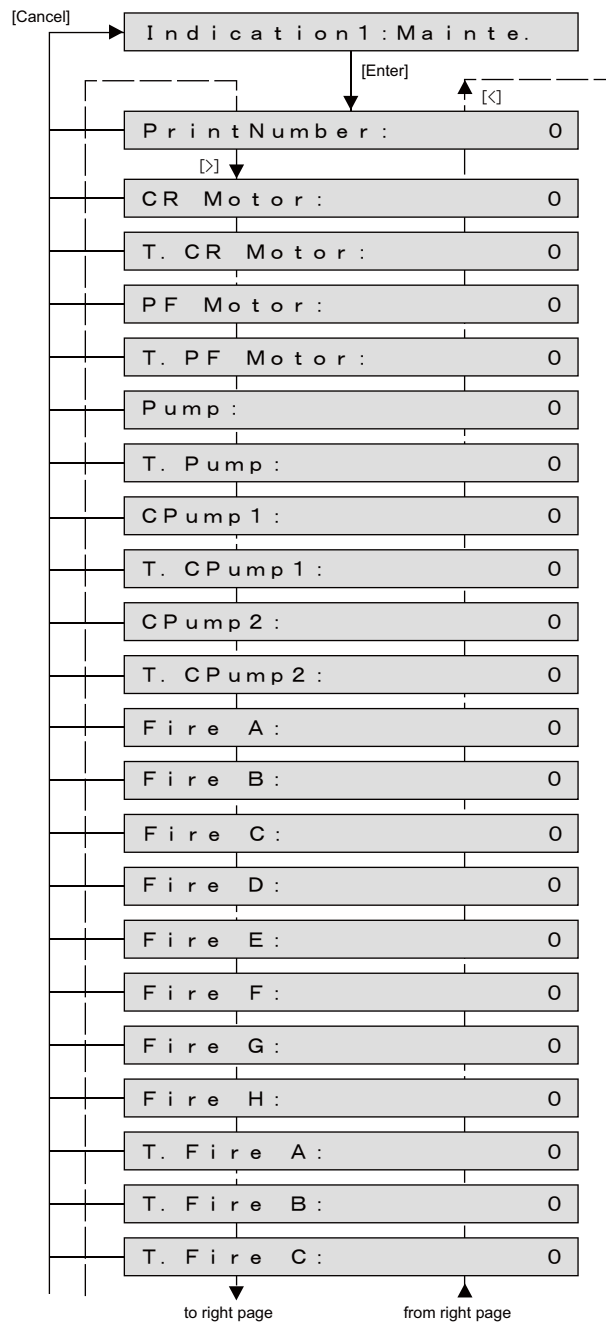 [Cancel]
Indication1:Mainte.
[Enter]
[<]
PrintNumber: 0
[>]
CR Motor: 0
T. CR Motor: 0
PF Motor: 0
T. PF Motor: 0
Pump: 0
T. Pump: 0
CPump1: 0
T. CPump1: 0
CPump2: 0
T. CPump2: 0
Fire A: 0
Fire B: 0
Fire C: 0
Fire D: 0
Fire E: 0
Fire F: 0
Fire G: 0
Fire H: 0
T. Fire A: 0
T. Fire B: 0
T. Fire C: 0
to right page from right page